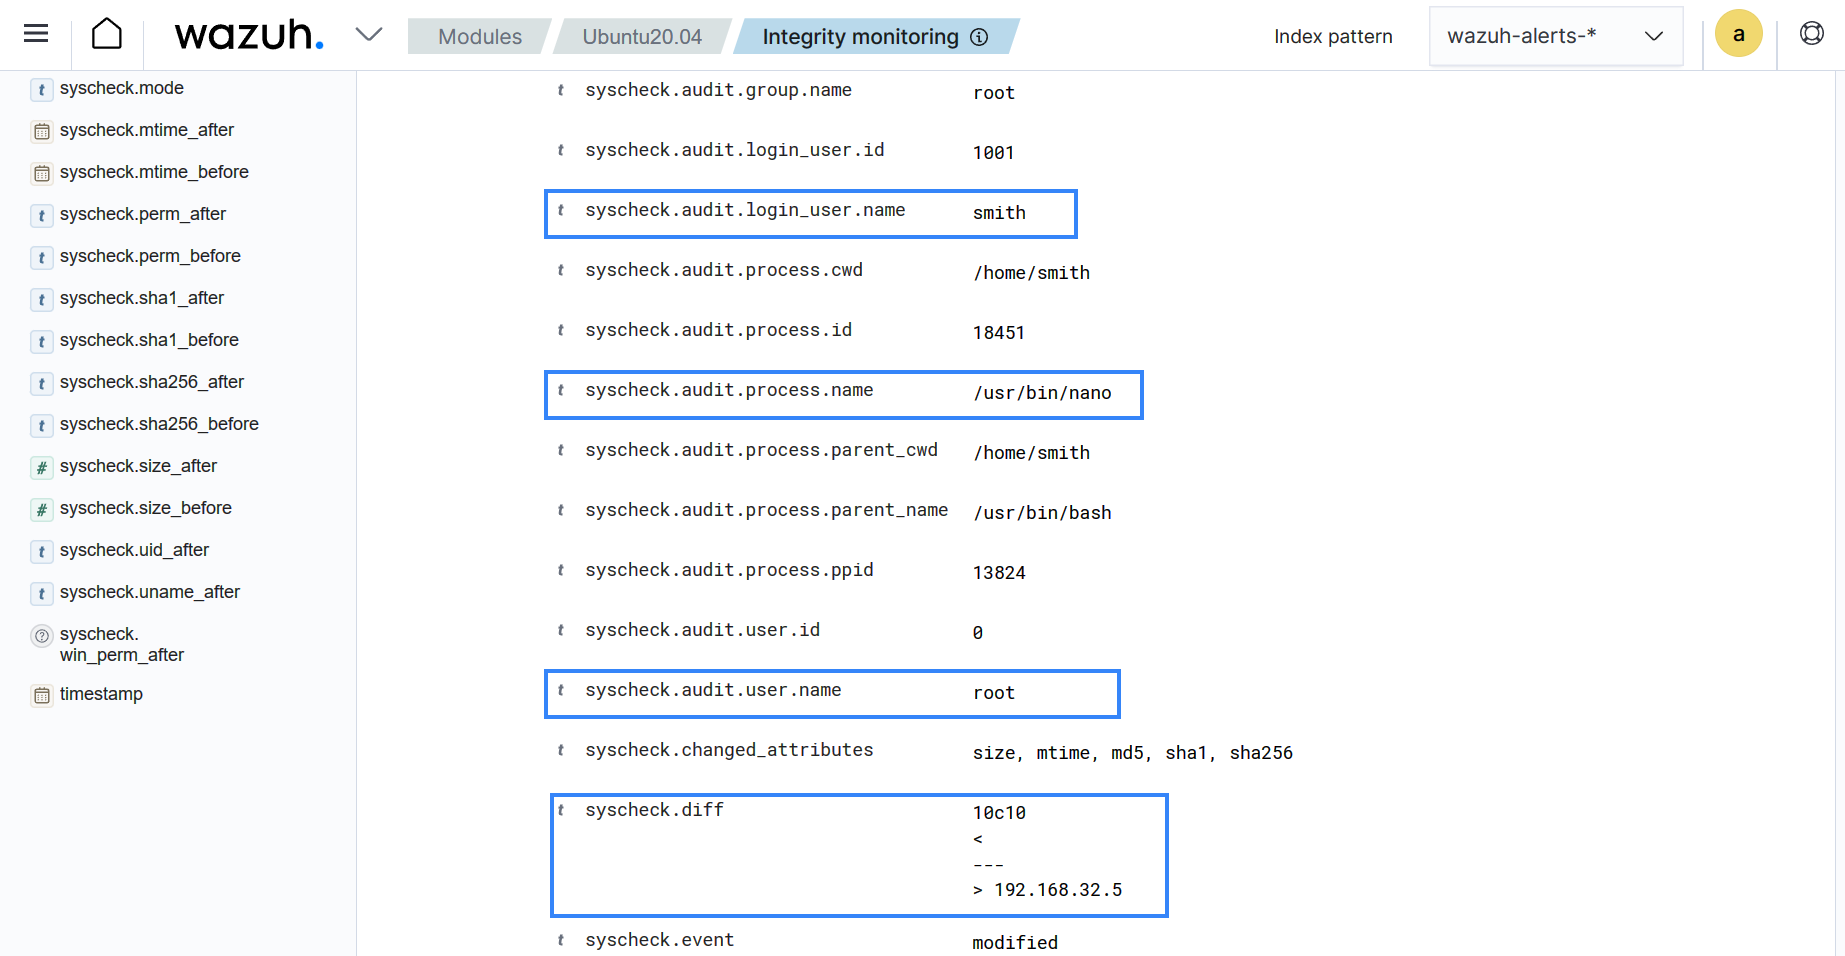 wazuh.
Modules
Ubuntu20.04
Integrity monitoring
Index pattern
wazuh-alerts-*
a
t syscheck.mode
syscheck.mtime_after
syscheck.mtime_before
t syscheck.perm_after
t syscheck.perm_before
t syscheck.sha1_after
t syscheck.sha1_before
t syscheck.sha256_after
t syscheck.sha256_before
# syscheck.size_after
# syscheck.size_before
t syscheck.uid_after
t syscheck.uname_after
? syscheck.
win_perm_after
timestamp
t syscheck.audit.group.name root
t syscheck.audit.login_user.id 1001
t syscheck.audit.login_user.name smith
t syscheck.audit.process.cwd /home/smith
t syscheck.audit.process.id 18451
t syscheck.audit.process.name /usr/bin/nano
t syscheck.audit.process.parent_cwd /home/smith
t syscheck.audit.process.parent_name /usr/bin/bash
t syscheck.audit.process.ppid 13824
t syscheck.audit.user.id 0
t syscheck.audit.user.name root
t syscheck.changed_attributes size, mtime, md5, sha1, sha256
t syscheck.diff 10c10
<
---
> 192.168.32.5
t syscheck.event modified